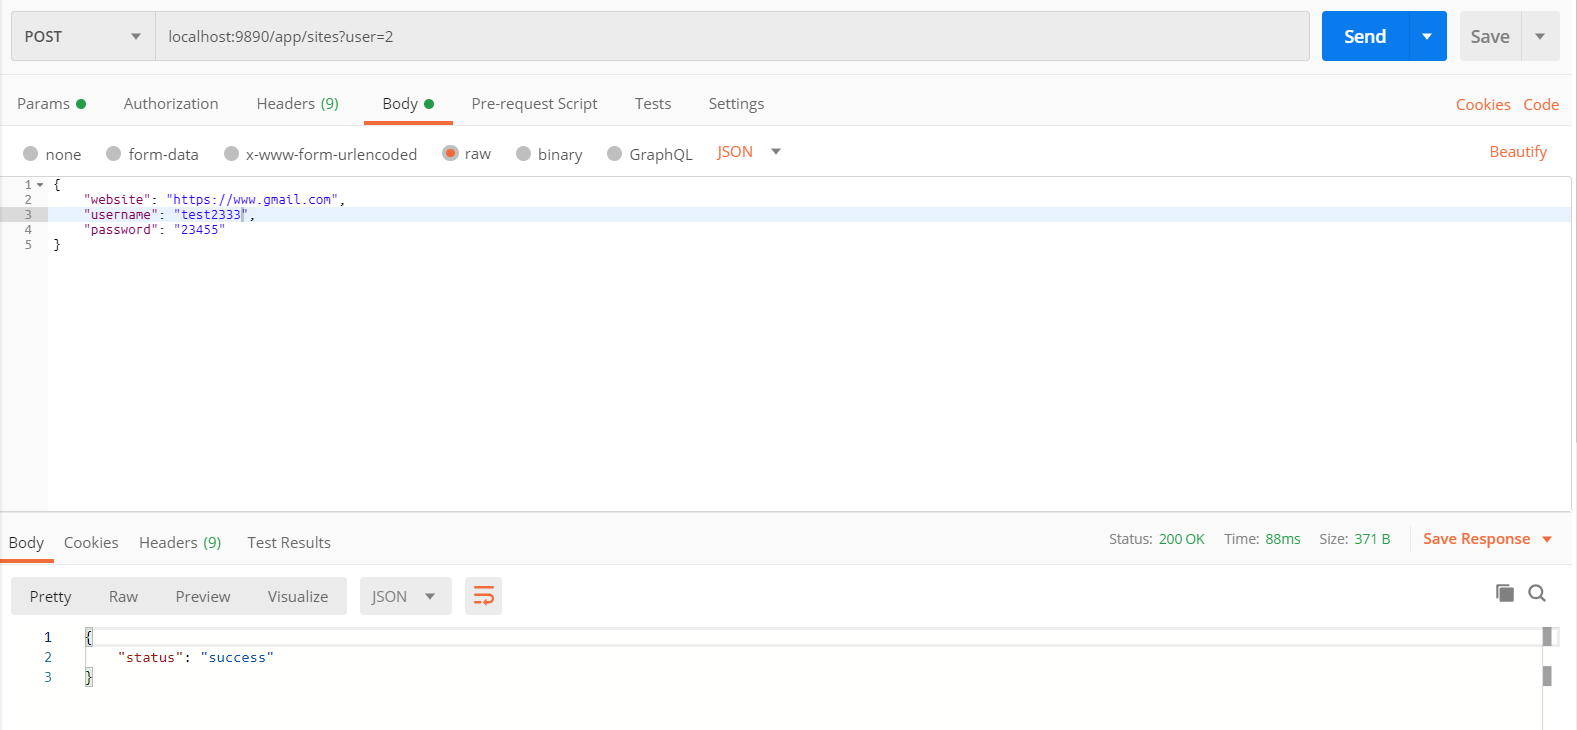 POST localhost:9890/app/sites?user=2 Send Save
Params Authorization Headers (9) Body Pre-request Script Tests Settings Cookies Code
none form-data x-www-form-urlencoded raw binary GraphQL JSON Beautify
1 {
2 "website": "https://www.gmail.com",
3 "username": "test2333",
4 "password": "23455"
5 }
Body Cookies Headers (9) Test Results Status: 200 OK Time: 88ms Size: 371 B Save Response
Pretty Raw Preview Visualize JSON
1 {
2 "status": "success"
3 }